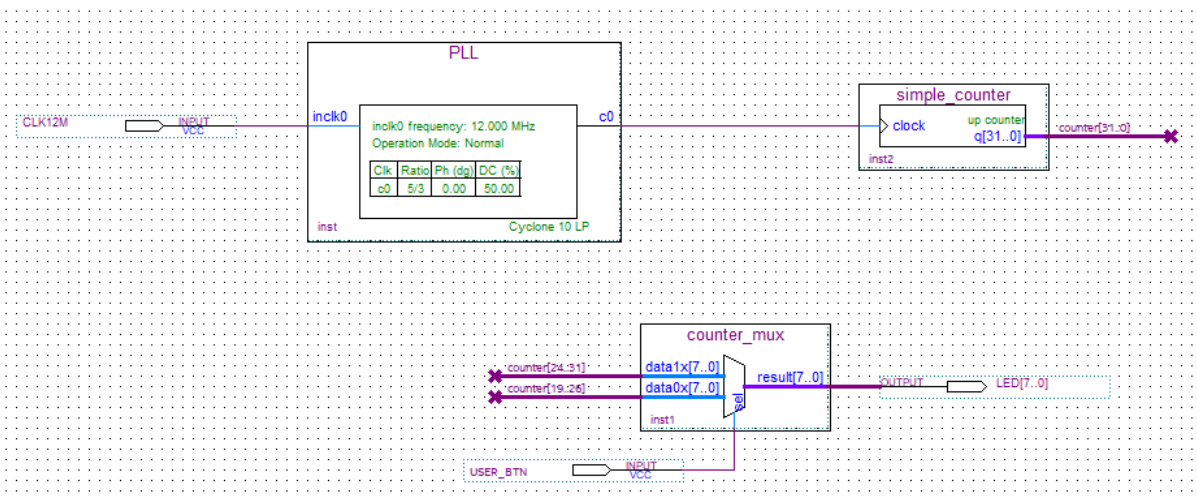 PLL
CLK12M
INPUT
VCC
inclk0
c0
inclk0 frequency: 12.000 MHz
Operation Mode: Normal
Clk Ratio Ph (dg) DC (%)
c0 5/3 0.00 50.00
inst
Cyclone 10 LP
simple_counter
up counter
clock
q[31..0]
counter[31..0]
inst2
counter_mux
counter[24..31]
data1x[7..0]
counter[19..26]
data0x[7..0]
result[7..0]
sel
inst1
OUTPUT
LED[7..0]
USER_BTN
INPUT
VCC